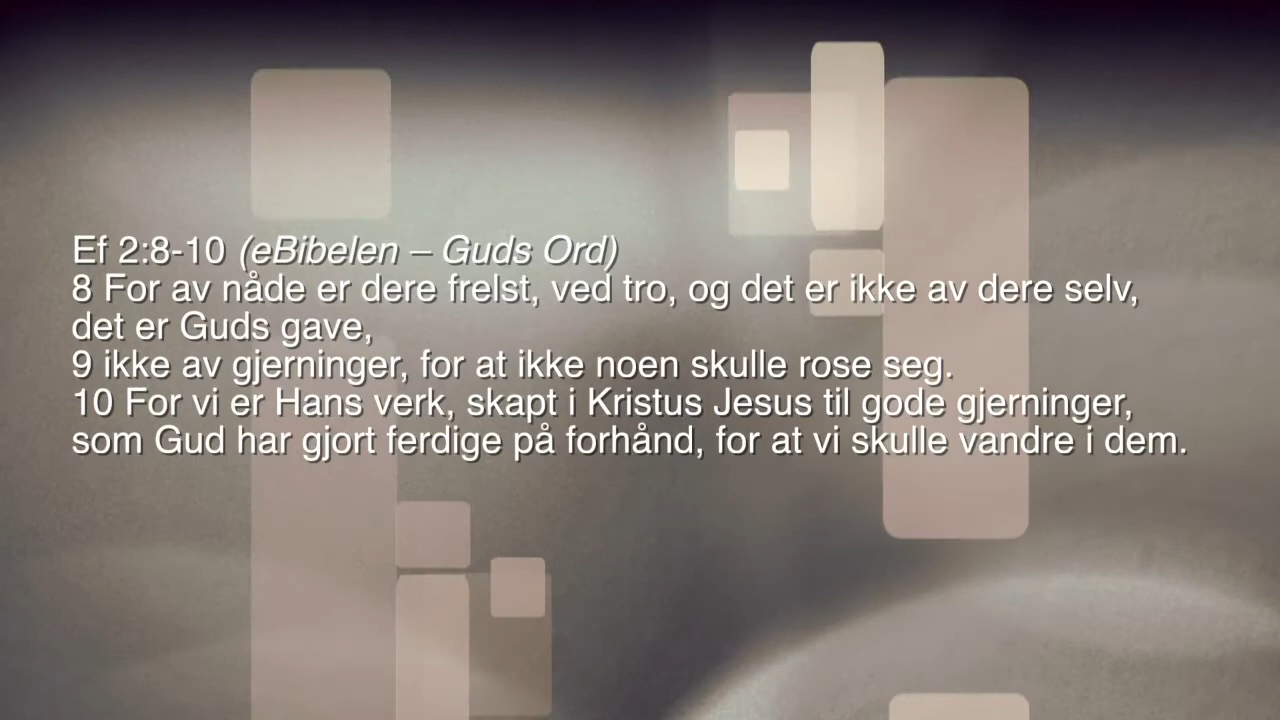 Ef 2:8-10 (eBibelen – Guds Ord)
8 For av nåde er dere frelst, ved tro, og det er ikke av dere selv,
det er Guds gave,
9 ikke av gjerninger, for at ikke noen skulle rose seg.
10 For vi er Hans verk, skapt i Kristus Jesus til gode gjerninger,
som Gud har gjort ferdige på forhånd, for at vi skulle vandre i dem.